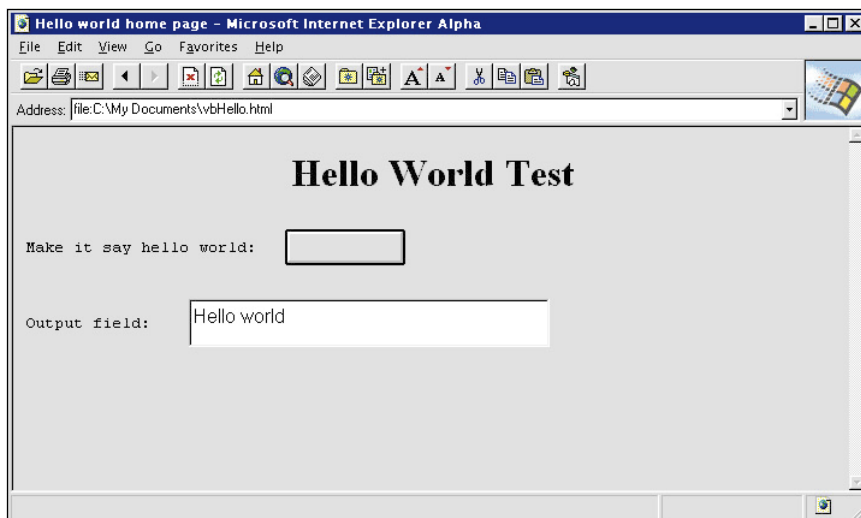 Hello world home page – Microsoft Internet Explorer Alpha
File Edit View Go Favorites Help
A A
Address: file:C:\My Documents\vbHello.html
Hello World Test
Make it say hello world:
Output field: Hello world